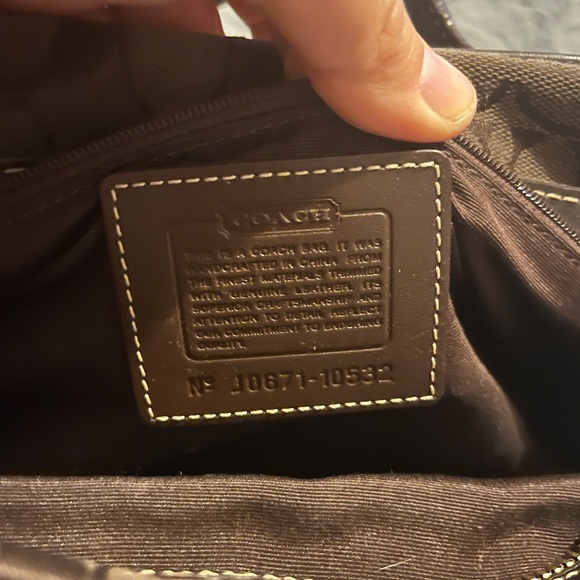 COACH
THIS IS A COACH BAG. IT WAS
HANDCRAFTED IN CHINA FROM
THE FINEST MATERIALS TRIMMED
WITH GENUINE LEATHER. ITS
SUPERIOR CRAFTSMANSHIP AND
ATTENTION TO DETAIL REFLECT
OUR COMMITMENT TO ENDURING
QUALITY.
Nº J0671-10532